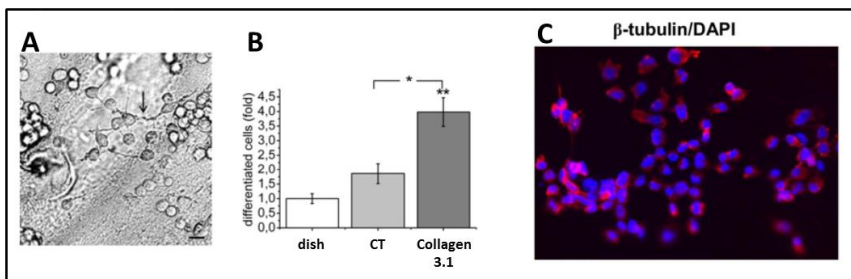 A
B
C
β-tubulin/DAPI
*
**
differentiated cells (fold)
4,5
4,0
3,5
3,0
2,5
2,0
1,5
1,0
0,5
0,0
dish
CT
Collagen
3.1